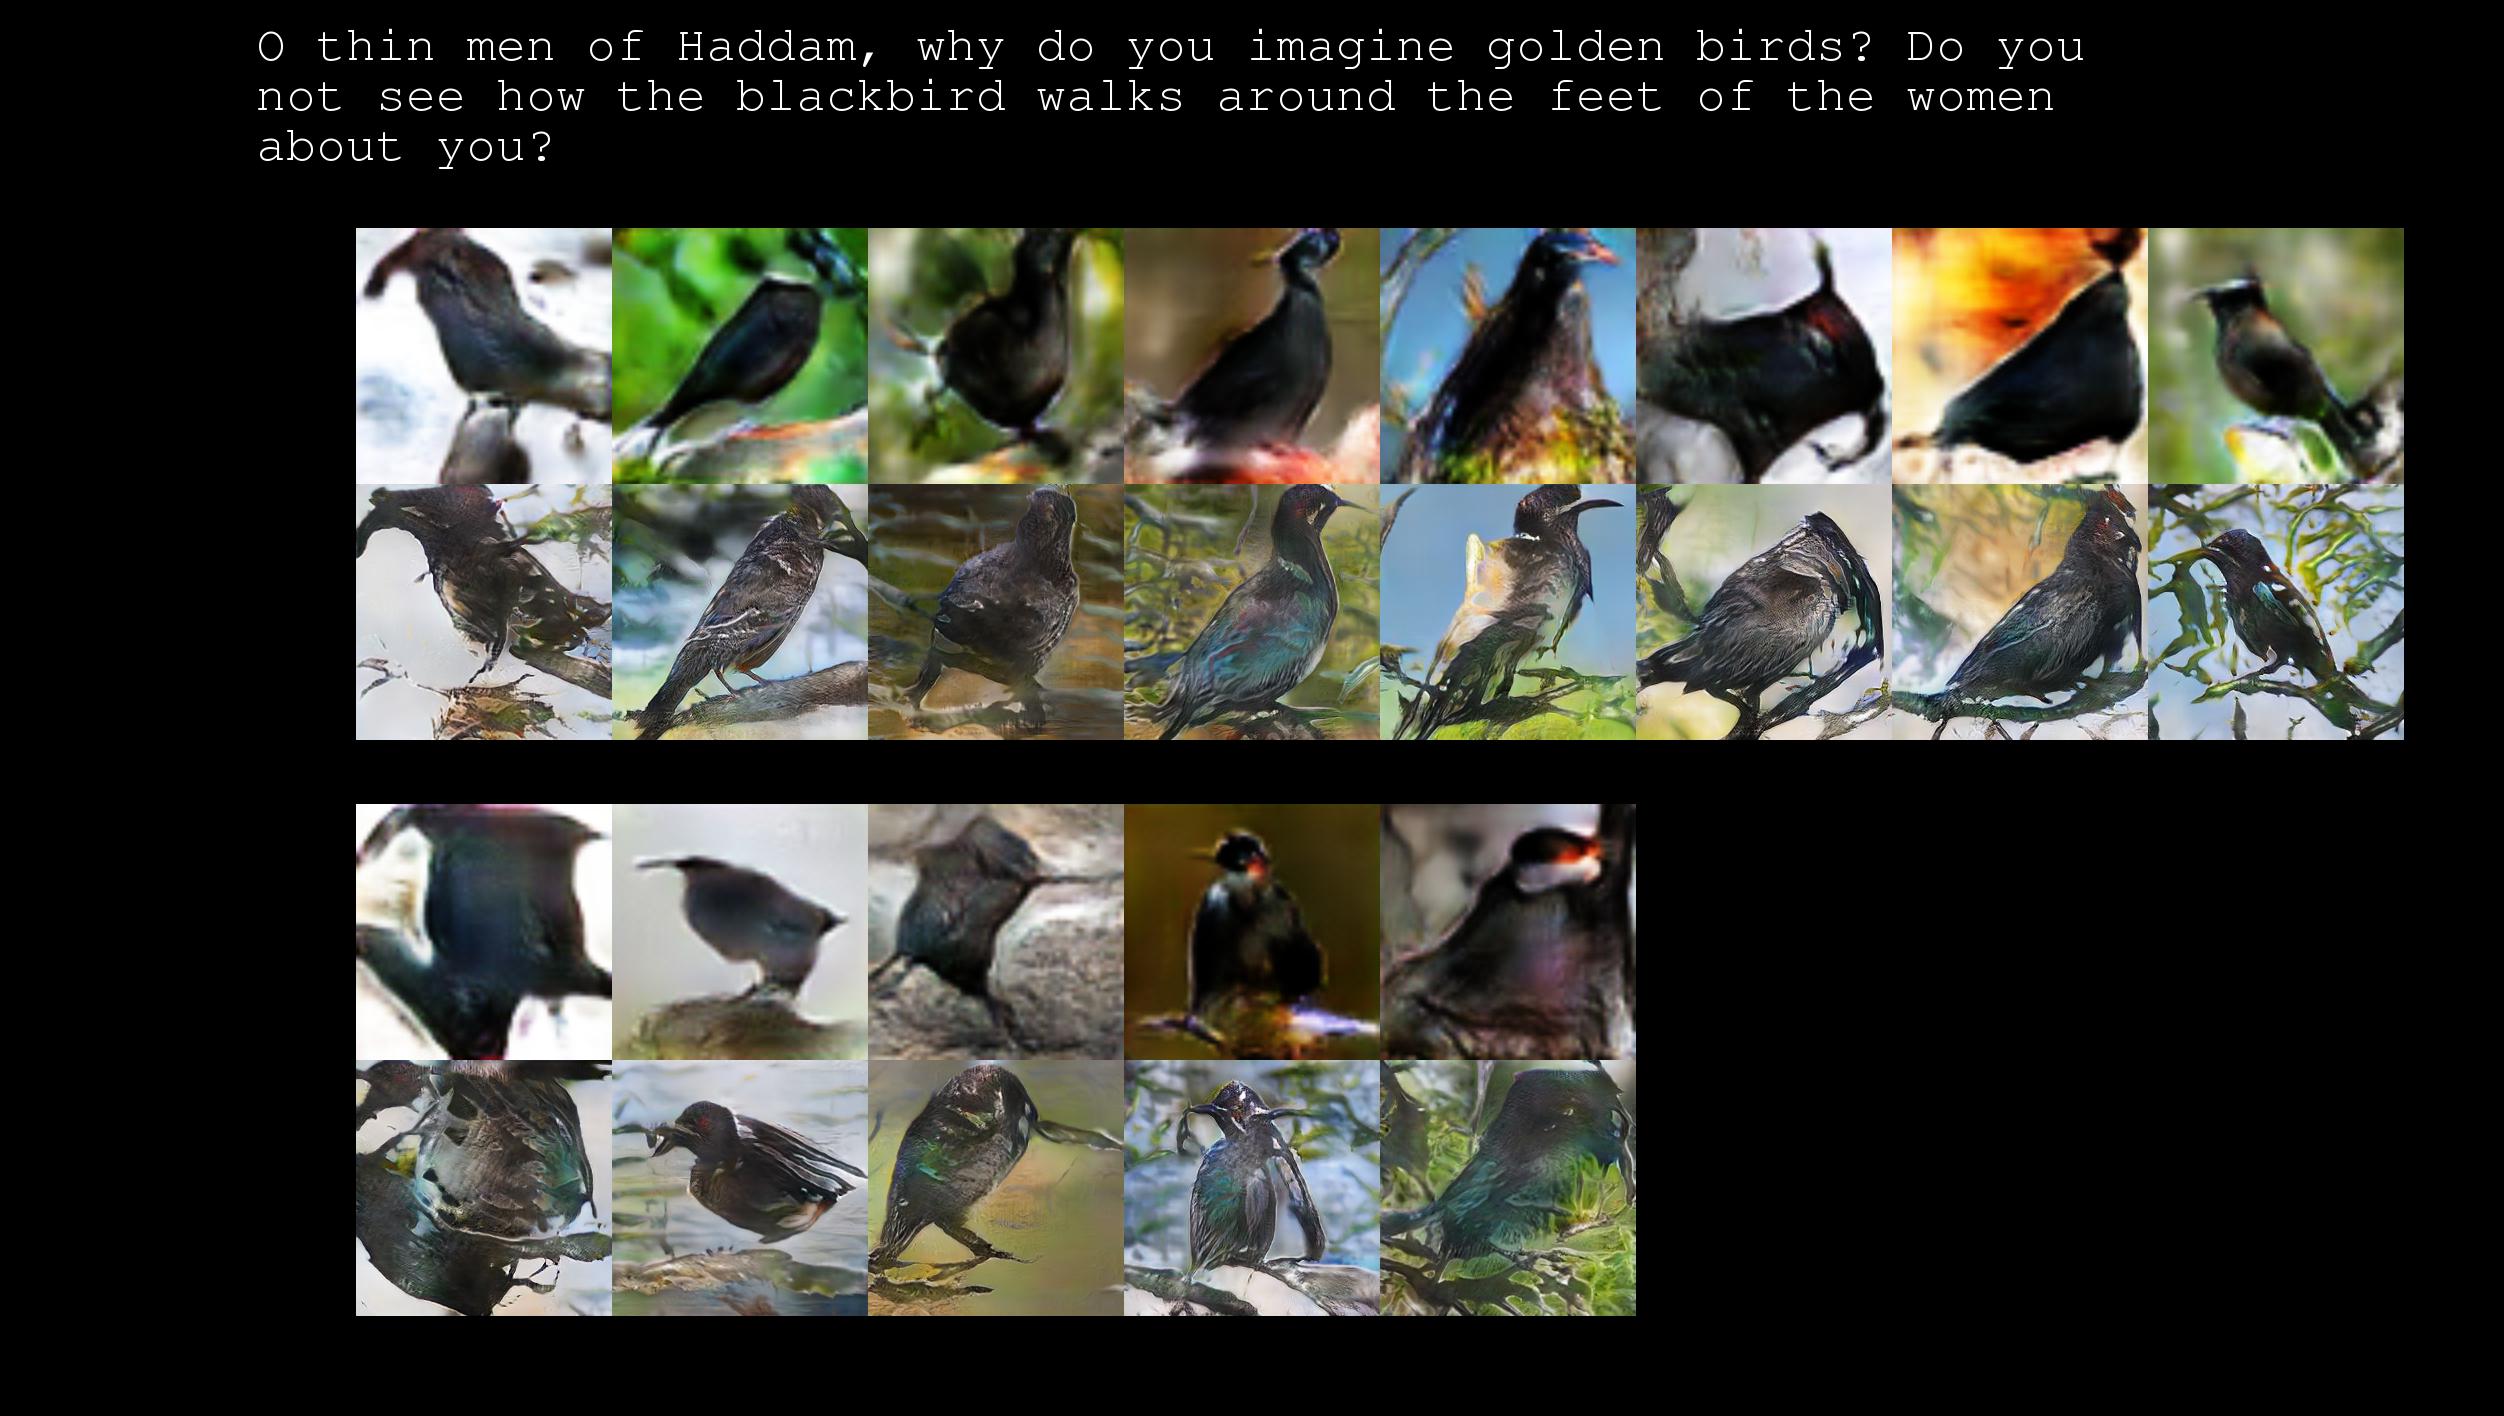 O thin men of Haddam, why do you imagine golden birds? Do you
not see how the blackbird walks around the feet of the women
about you?